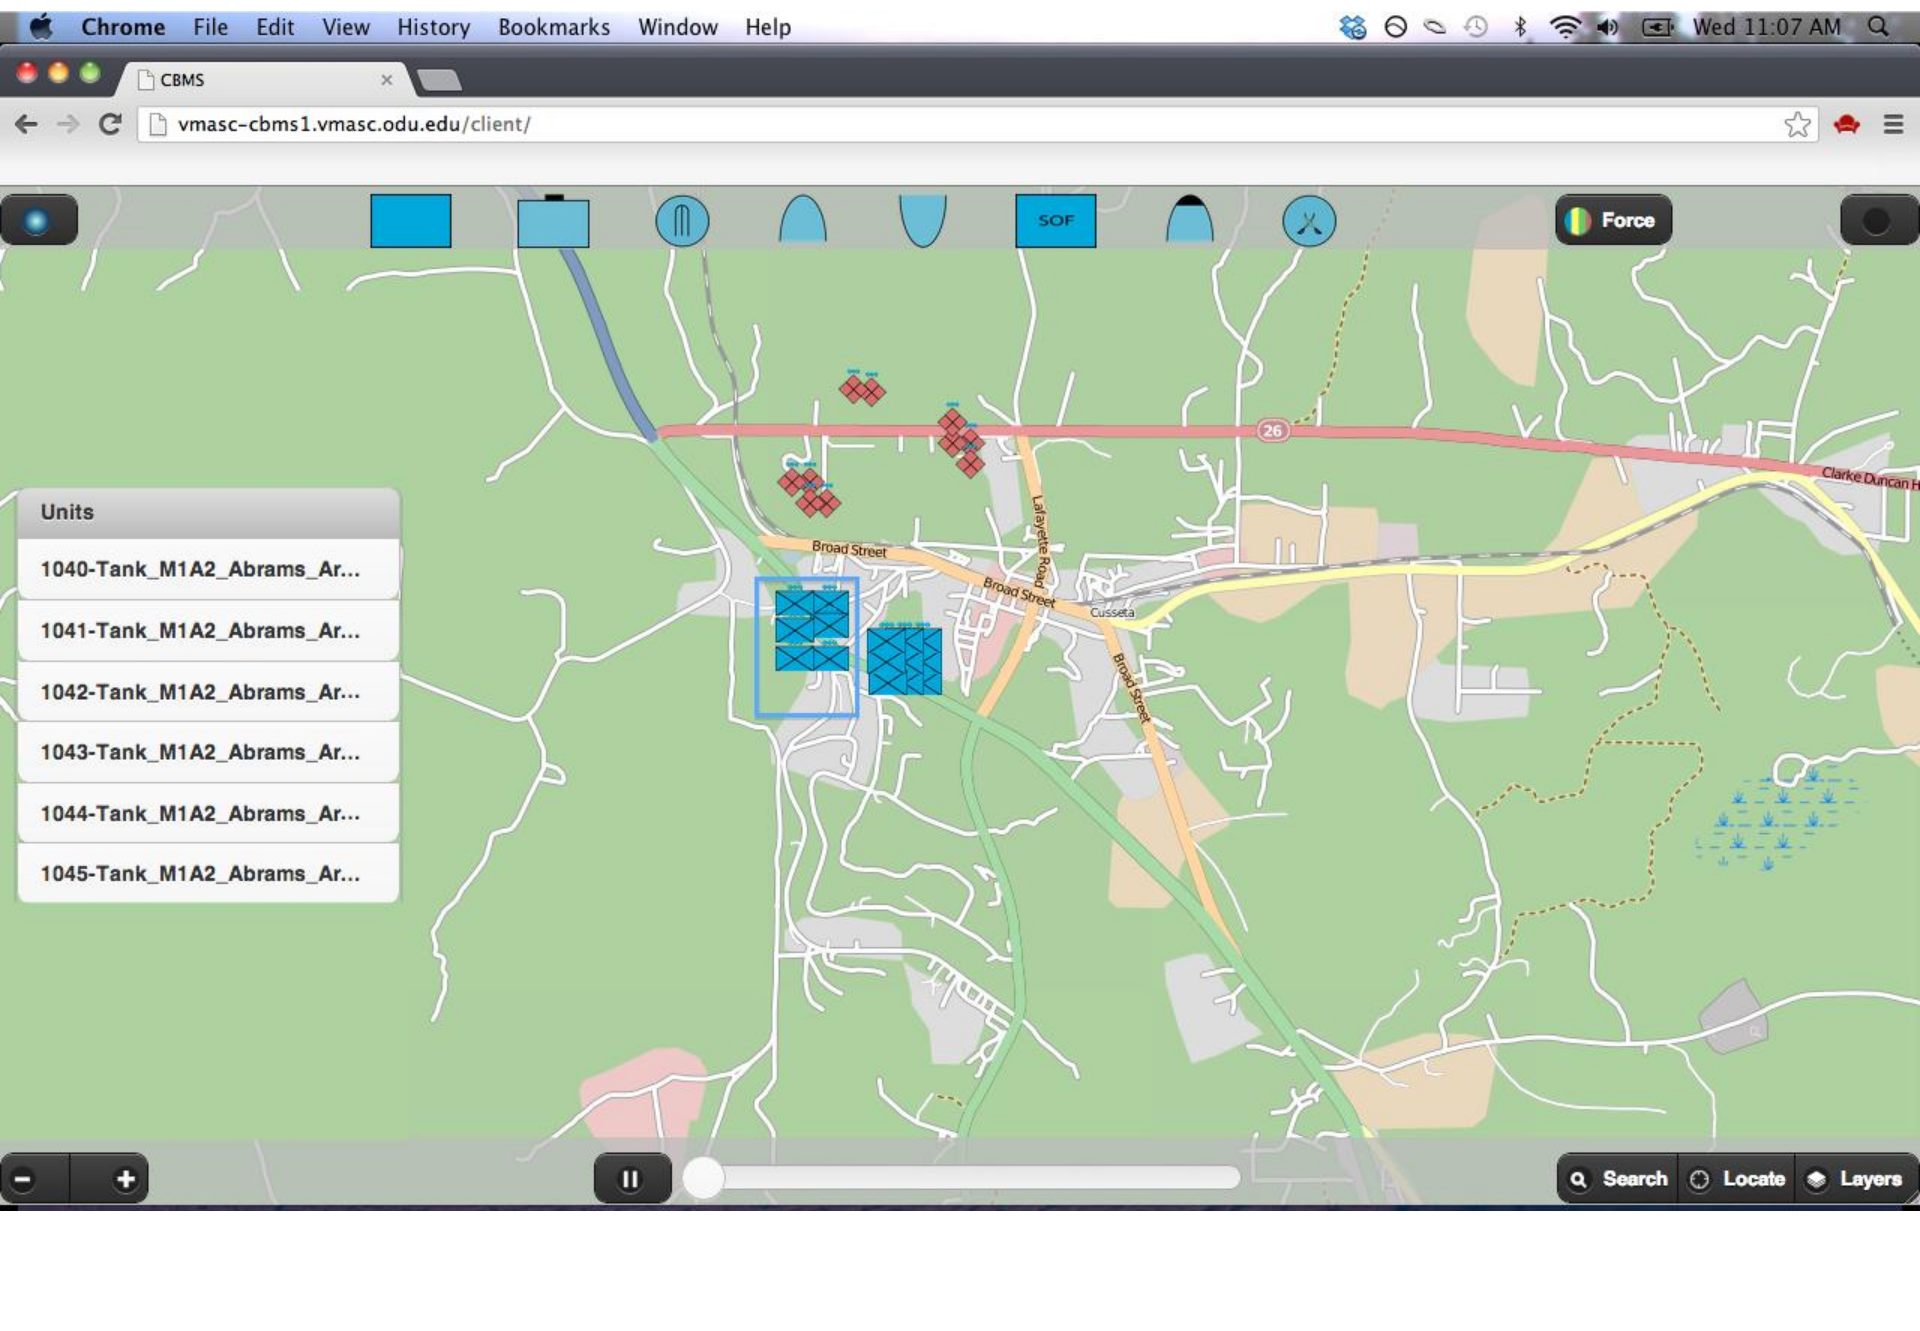 Chrome File Edit View History Bookmarks Window Help Wed 11:07 AM
CBMS
vmasc-cbms1.vmasc.odu.edu/client/
SOF
Force
26
Clarke Duncan H
Units
1040-Tank_M1A2_Abrams_Ar...
1041-Tank_M1A2_Abrams_Ar...
1042-Tank_M1A2_Abrams_Ar...
1043-Tank_M1A2_Abrams_Ar...
1044-Tank_M1A2_Abrams_Ar...
1045-Tank_M1A2_Abrams_Ar...
Lafayette Road
Broad Street
Broad Street
Cusseta
Broad Street
Search Locate Layers